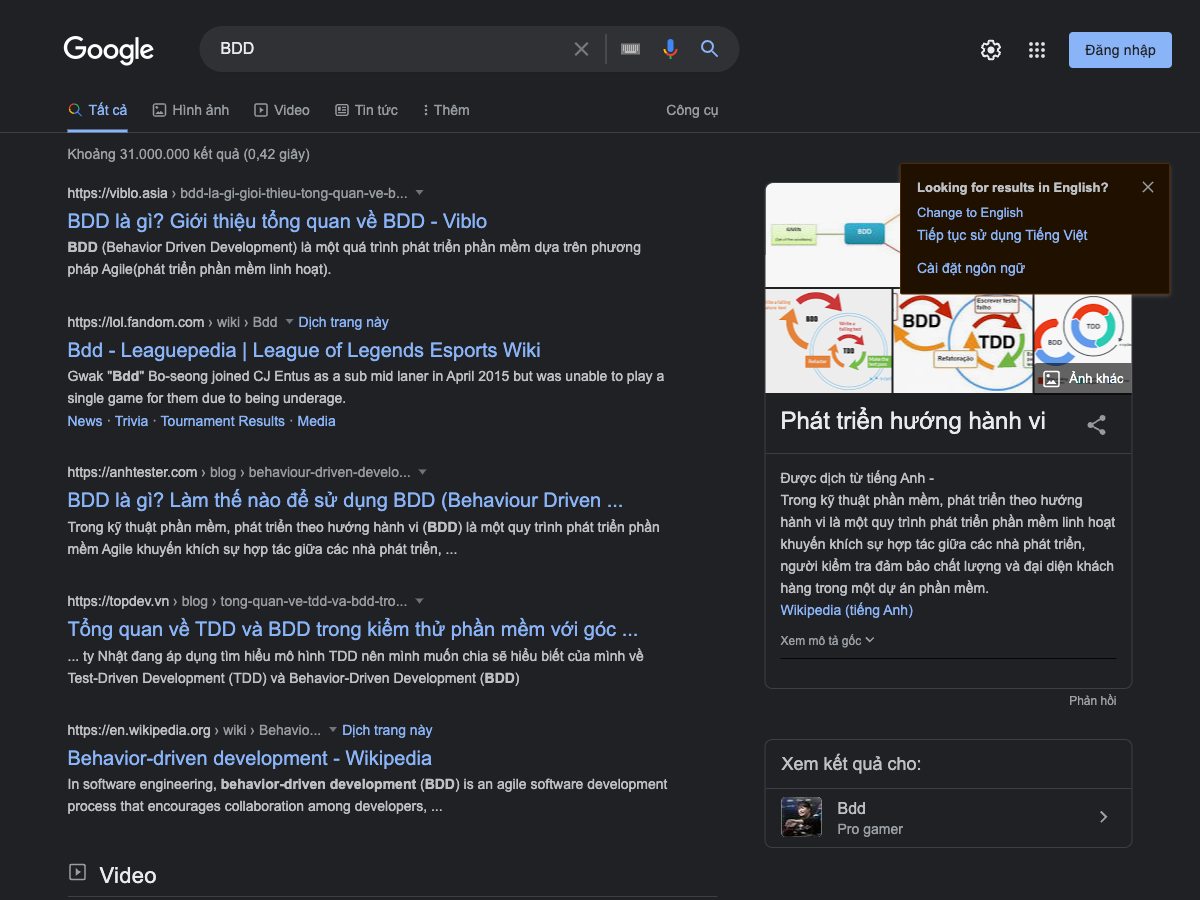 Google
BDD
Đăng nhập
Tất cả
Hình ảnh
Video
Tin tức
Thêm
Công cụ
Khoảng 31.000.000 kết quả (0,42 giây)
https://viblo.asia › bdd-la-gi-gioi-thieu-tong-quan-ve-b...
BDD là gì? Giới thiệu tổng quan về BDD - Viblo
BDD (Behavior Driven Development) là một quá trình phát triển phần mềm dựa trên phương
pháp Agile(phát triển phần mềm linh hoạt).
https://lol.fandom.com › wiki › Bdd Dịch trang này
Bdd - Leaguepedia | League of Legends Esports Wiki
Gwak "Bdd" Bo-seong joined CJ Entus as a sub mid laner in April 2015 but was unable to play a
single game for them due to being underage.
News · Trivia · Tournament Results · Media
https://anhtester.com › blog › behaviour-driven-develo...
BDD là gì? Làm thế nào để sử dụng BDD (Behaviour Driven ...
Trong kỹ thuật phần mềm, phát triển theo hướng hành vi (BDD) là một quy trình phát triển phần
mềm Agile khuyến khích sự hợp tác giữa các nhà phát triển, ...
https://topdev.vn › blog › tong-quan-ve-tdd-va-bdd-tro...
Tổng quan về TDD và BDD trong kiểm thử phần mềm với góc ...
... ty Nhật đang áp dụng tìm hiểu mô hình TDD nên mình muốn chia sẽ hiểu biết của mình về
Test-Driven Development (TDD) và Behavior-Driven Development (BDD)
https://en.wikipedia.org › wiki › Behavio... Dịch trang này
Behavior-driven development - Wikipedia
In software engineering, behavior-driven development (BDD) is an agile software development
process that encourages collaboration among developers, ...
Video
Looking for results in English?
Change to English
Tiếp tục sử dụng Tiếng Việt
Cài đặt ngôn ngữ
GIVEN
BDD
BDD
Write a
failing test
TDD
Refactor
BDD
Escrever teste
falho
TDD
Refatoração
BDD
TDD
Ảnh khác
Phát triển hướng hành vi
Được dịch từ tiếng Anh -
Trong kỹ thuật phần mềm, phát triển theo hướng
hành vi là một quy trình phát triển phần mềm linh hoạt
khuyến khích sự hợp tác giữa các nhà phát triển,
người kiểm tra đảm bảo chất lượng và đại diện khách
hàng trong một dự án phần mềm.
Wikipedia (tiếng Anh)
Xem mô tả gốc
Phản hồi
Xem kết quả cho:
Bdd
Pro gamer